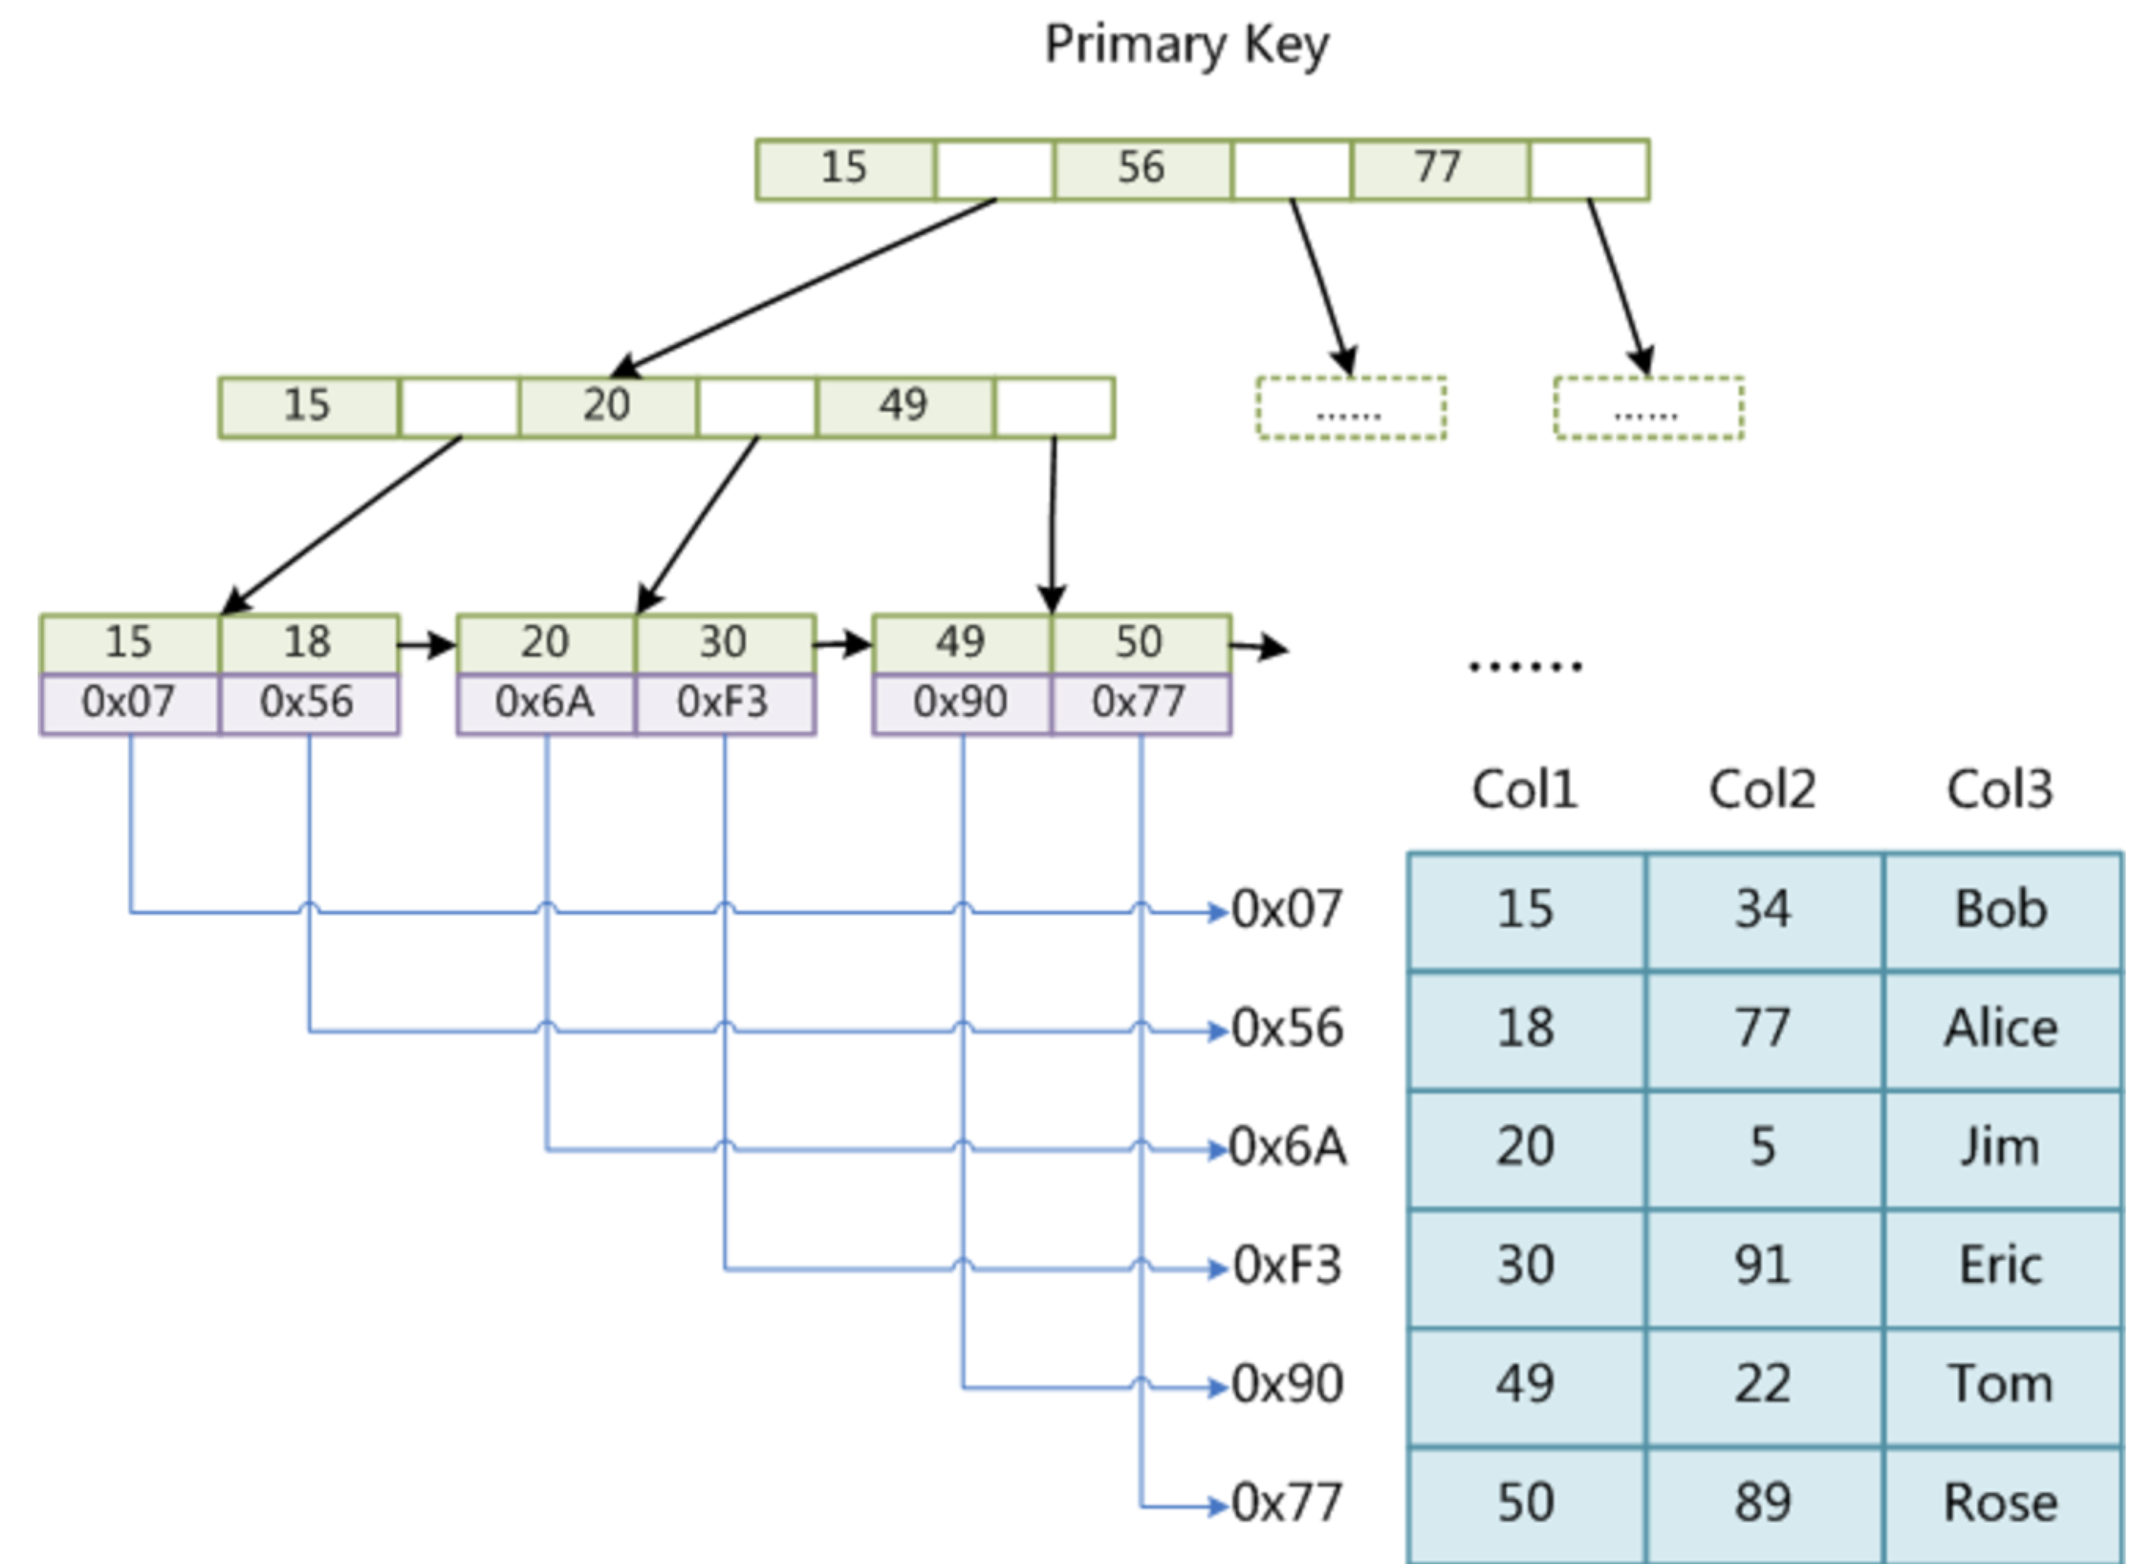 Primary Key
15 56 77
15 20 49 ...... ......
15 18 20 30 49 50
0x07 0x56 0x6A 0xF3 0x90 0x77
......
Col1 Col2 Col3
0x07 15 34 Bob
0x56 18 77 Alice
0x6A 20 5 Jim
0xF3 30 91 Eric
0x90 49 22 Tom
0x77 50 89 Rose